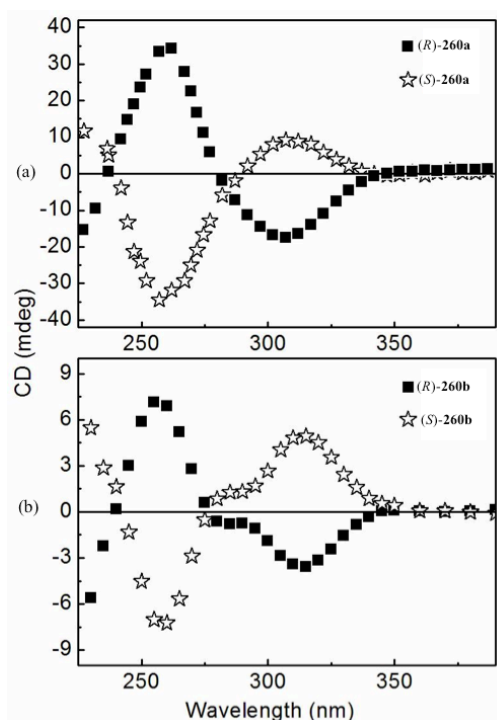 40
30
20
10
0
-10
-20
-30
-40
(a)
(R)-260a
(S)-260a
250 300 350
CD (mdeg)
9
6
3
0
-3
-6
-9
(b)
(R)-260b
(S)-260b
250 300 350
Wavelength (nm)